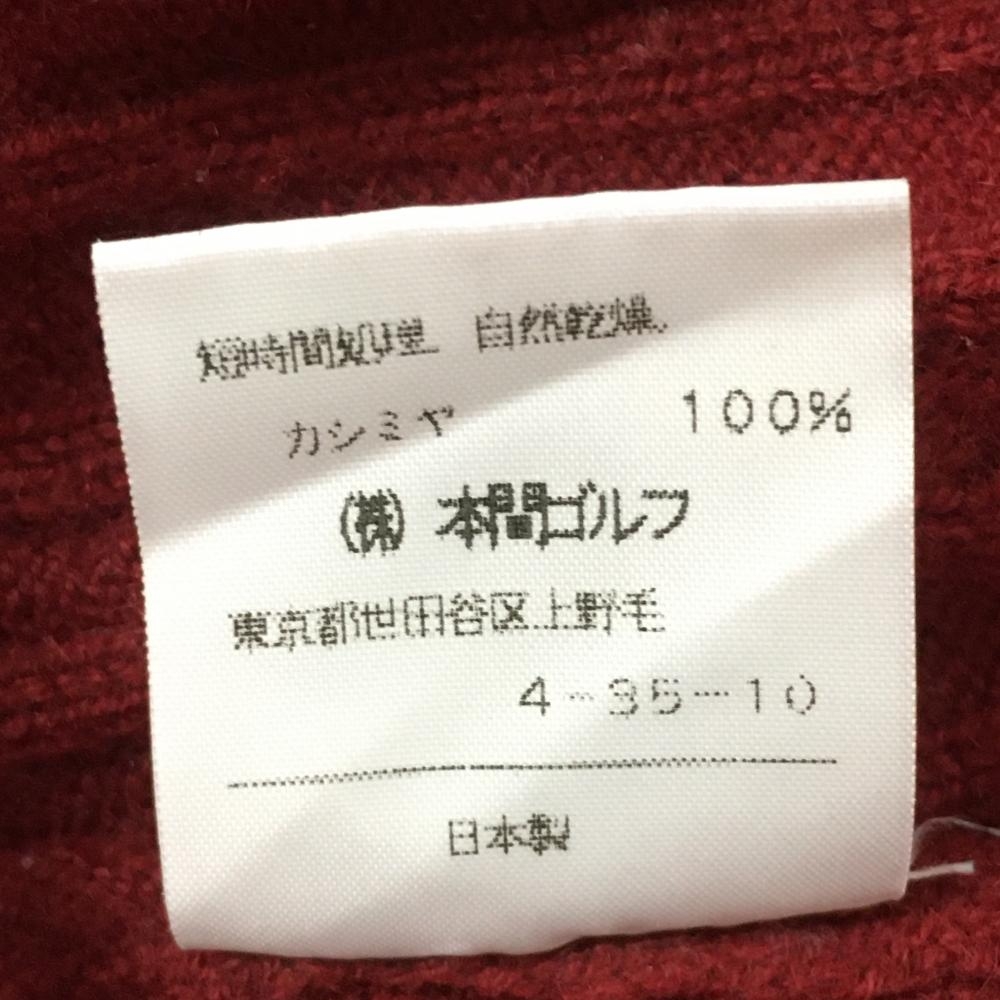 短時間処理 自然乾燥。
カシミヤ 100%
(株) 本間ゴルフ
東京都世田谷区上野毛
4-35-10
日本製